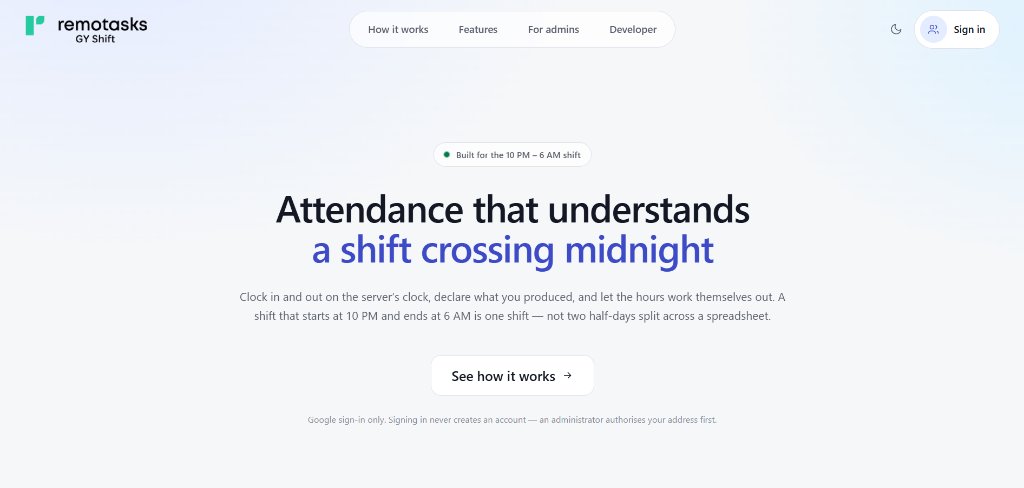 remotasks
GY Shift
How it works
Features
For admins
Developer
Sign in
Built for the 10 PM – 6 AM shift
Attendance that understands
a shift crossing midnight
Clock in and out on the server's clock, declare what you produced, and let the hours work themselves out. A
shift that starts at 10 PM and ends at 6 AM is one shift — not two half-days split across a spreadsheet.
See how it works →
Google sign-in only. Signing in never creates an account — an administrator authorises your address first.